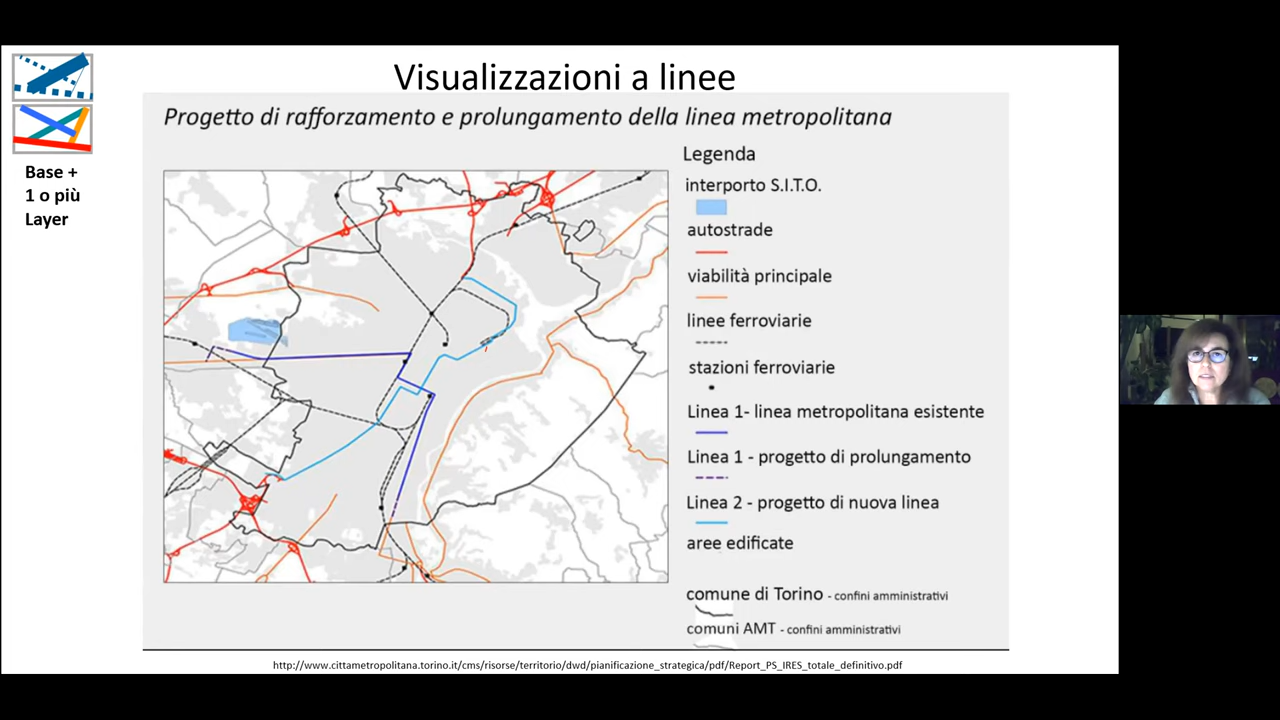 Visualizzazioni a linee
Base +
1 o più
Layer
Progetto di rafforzamento e prolungamento della linea metropolitana
Legenda
interporto S.I.T.O.
autostrade
viabilità principale
linee ferroviarie
stazioni ferroviarie
Linea 1- linea metropolitana esistente
Linea 1 - progetto di prolungamento
Linea 2 - progetto di nuova linea
aree edificate
comune di Torino - confini amministrativi
comuni AMT - confini amministrativi
http://www.cittametropolitana.torino.it/cms/risorse/territorio/dwd/pianificazione_strategica/pdf/Report_PS_IRES_totale_definitivo.pdf